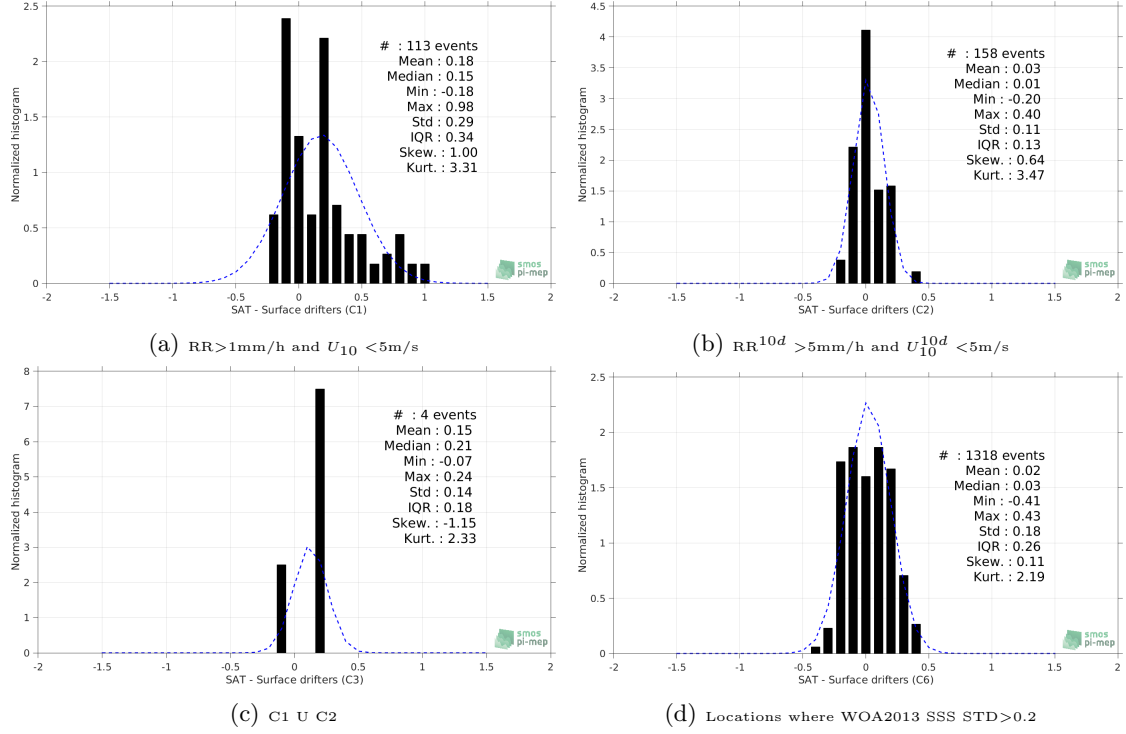 2.5
2
1.5
1
0.5
0
-2 -1.5 -1 -0.5 0 0.5 1 1.5 2
Normalized histogram
SAT - Surface drifters (C1)
# : 113 events
Mean : 0.18
Median : 0.15
Min : -0.18
Max : 0.98
Std : 0.29
IQR : 0.34
Skew. : 1.00
Kurt. : 3.31
smos
pi-mep
(a) RR>1mm/h and U10 <5m/s
4.5
4
3.5
3
2.5
2
1.5
1
0.5
0
-2 -1.5 -1 -0.5 0 0.5 1 1.5 2
Normalized histogram
SAT - Surface drifters (C2)
# : 158 events
Mean : 0.03
Median : 0.01
Min : -0.20
Max : 0.40
Std : 0.11
IQR : 0.13
Skew. : 0.64
Kurt. : 3.47
smos
pi-mep
(b) RR^10d >5mm/h and U10^10d <5m/s
8
7
6
5
4
3
2
1
0
-2 -1.5 -1 -0.5 0 0.5 1 1.5 2
Normalized histogram
SAT - Surface drifters (C3)
# : 4 events
Mean : 0.15
Median : 0.21
Min : -0.07
Max : 0.24
Std : 0.14
IQR : 0.18
Skew. : -1.15
Kurt. : 2.33
smos
pi-mep
(c) C1 U C2
2.5
2
1.5
1
0.5
0
-2 -1.5 -1 -0.5 0 0.5 1 1.5 2
Normalized histogram
SAT - Surface drifters (C6)
# : 1318 events
Mean : 0.02
Median : 0.03
Min : -0.41
Max : 0.43
Std : 0.18
IQR : 0.26
Skew. : 0.11
Kurt. : 2.19
smos
pi-mep
(d) Locations where WOA2013 SSS STD>0.2